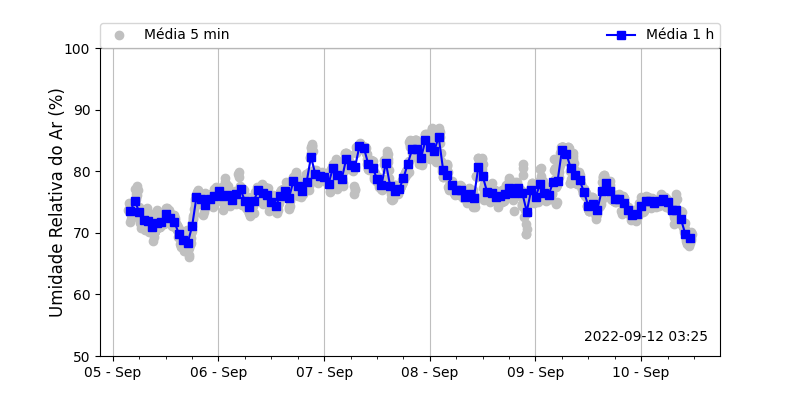 Média 5 min
Média 1 h
100
90
80
70
60
50
Umidade Relativa do Ar (%)
2022-09-12 03:25
05 - Sep
06 - Sep
07 - Sep
08 - Sep
09 - Sep
10 - Sep